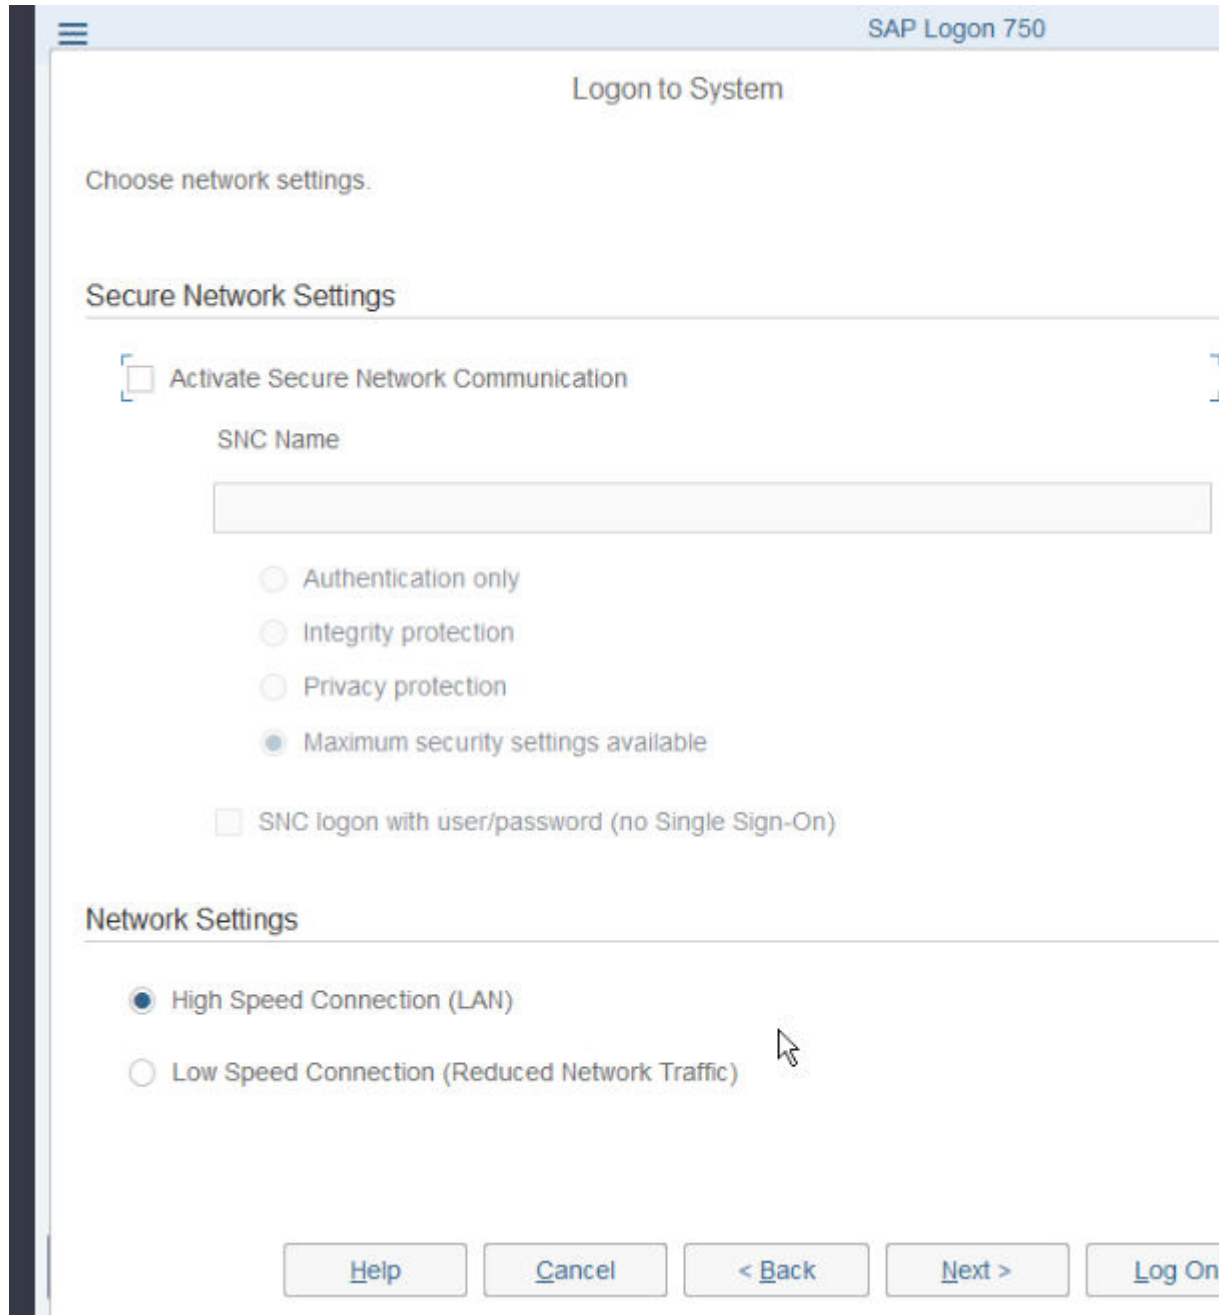 SAP Logon 750
Logon to System
Choose network settings.
Secure Network Settings
Activate Secure Network Communication
SNC Name
Authentication only
Integrity protection
Privacy protection
Maximum security settings available
SNC logon with user/password (no Single Sign-On)
Network Settings
High Speed Connection (LAN)
Low Speed Connection (Reduced Network Traffic)
Help Cancel < Back Next > Log On